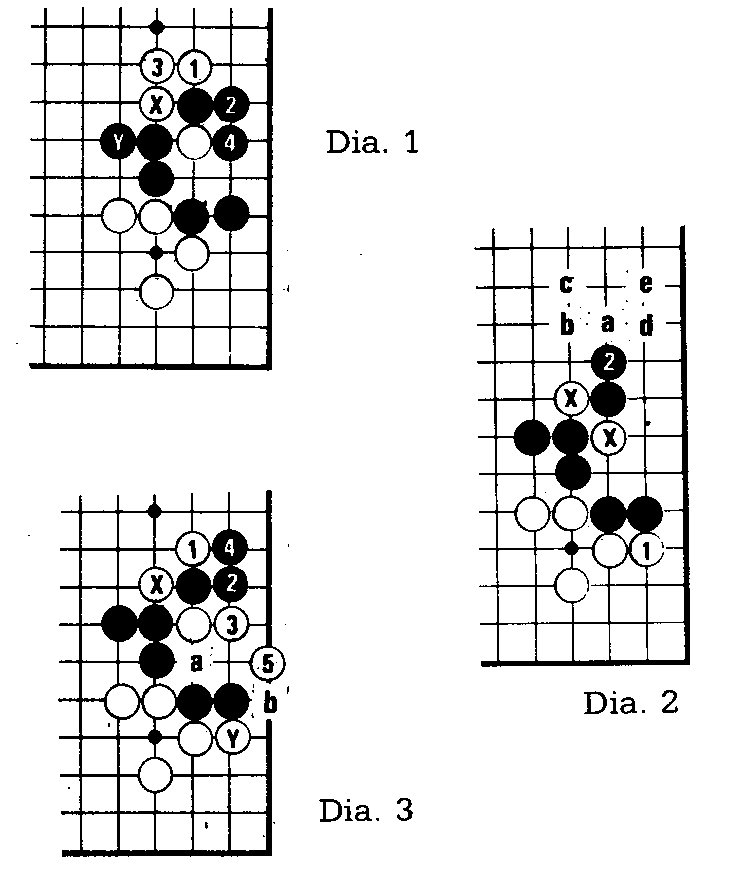 3 1
X 2
Y 4
Dia. 1
c e
b a d
2
X
X
1
Dia. 2
1 4
X 2
3
a 5
b
Y
Dia. 3